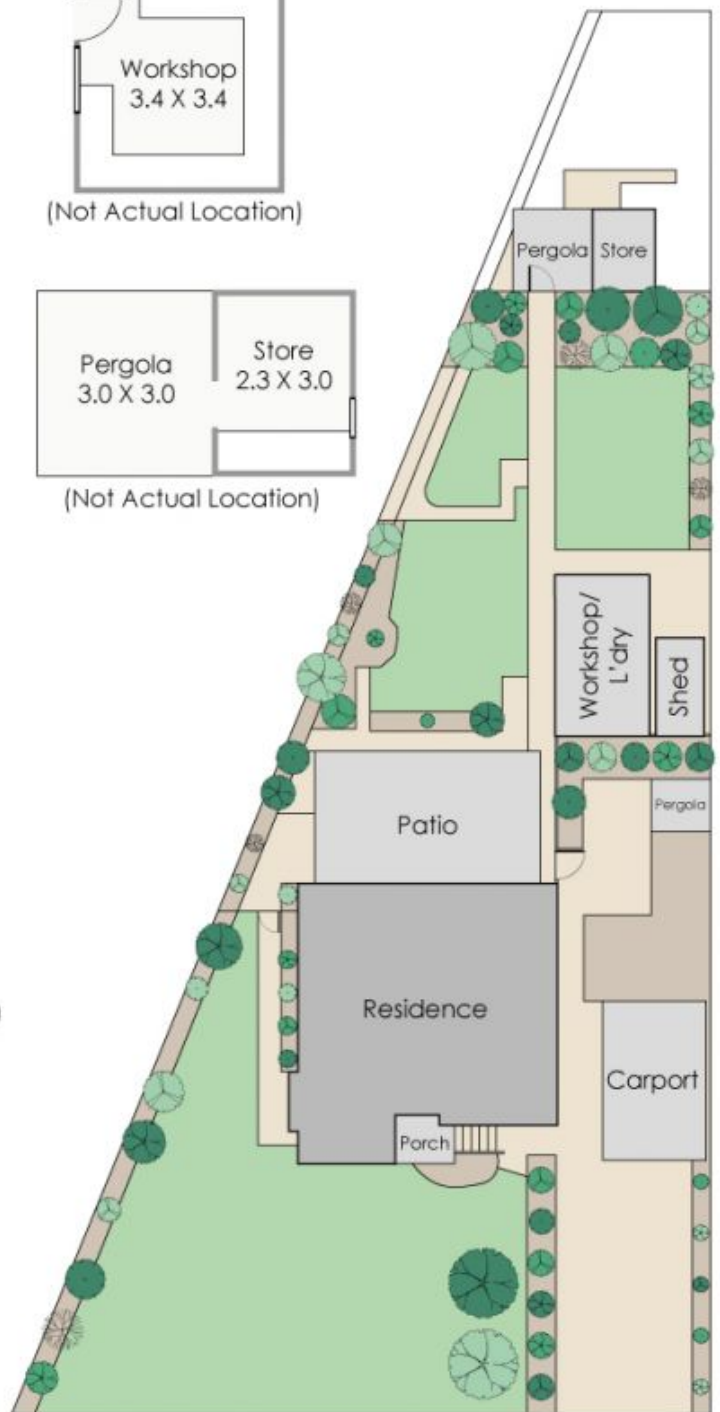 Workshop
3.4 X 3.4
(Not Actual Location)
Pergola
3.0 X 3.0
Store
2.3 X 3.0
(Not Actual Location)
Pergola
Store
Workshop/
L'dry
Shed
Pergola
Patio
Residence
Carport
Porch